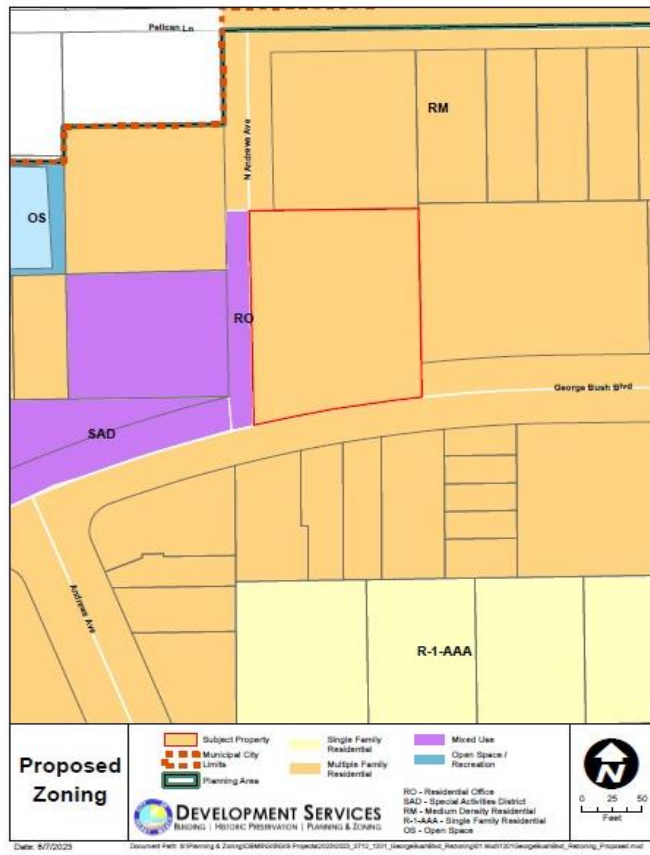 Pelican Ln
RM
N Andrews Ave
OS
RO
George Bush Blvd
SAD
Andrews Ave
R-1-AAA
Proposed
Zoning
Subject Property
Municipal City
Limits
Planning Area
Single Family
Residential
Multiple Family
Residential
Mixed Use
Open Space /
Recreation
DEVELOPMENT SERVICES
BUILDING | HISTORIC PRESERVATION | PLANNING & ZONING
RO - Residential Office
SAD - Special Activities District
RM - Medium Density Residential
R-1-AAA - Single Family Residential
OS - Open Space
N
0 25 50
Feet
Date: 8/7/2023
Document Path: